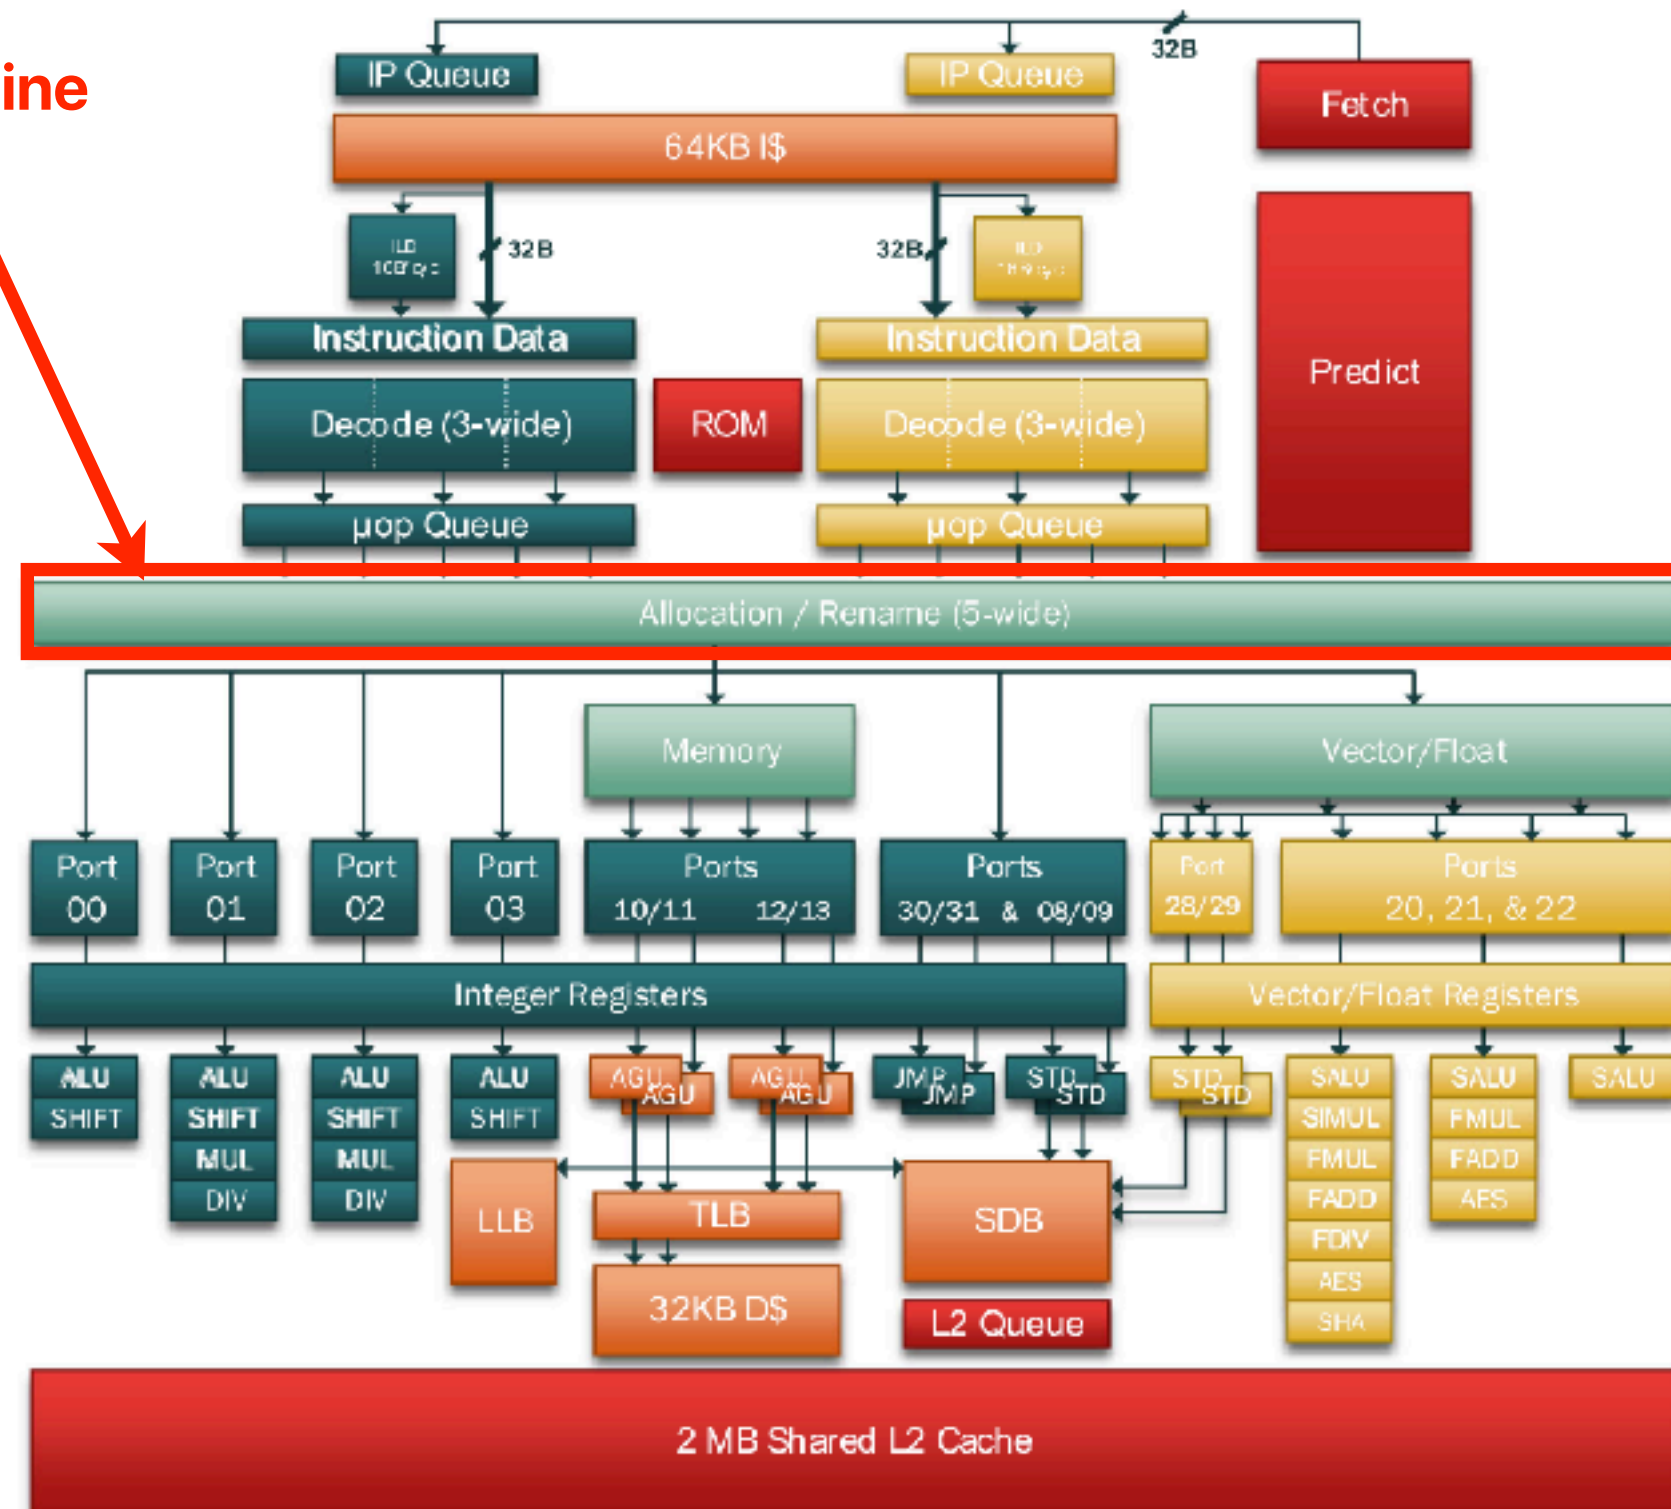 ine
32B
IP Queue
IP Queue
Fetch
64KB I$
ILD
32B
32B
ILD
Predict
Instruction Data
Instruction Data
Decode (3-wide)
ROM
Decode (3-wide)
µop Queue
µop Queue
Allocation / Rename (5-wide)
Memory
Vector/Float
Port
00
Port
01
Port
02
Port
03
Ports
10/11 12/13
Ports
30/31 & 08/09
Port
28/29
Ports
20, 21, & 22
Integer Registers
Vector/Float Registers
ALU
SHIFT
ALU
SHIFT
MUL
DIV
ALU
SHIFT
MUL
DIV
ALU
SHIFT
AGU
AGU
AGU
AGU
JMP
JMP
STD
STD
STD
STD
SALU
SIMUL
FMUL
FADD
FDIV
AES
SHA
SALU
FMUL
FADD
AES
SALU
LLB
TLB
SDB
32KB D$
L2 Queue
2 MB Shared L2 Cache